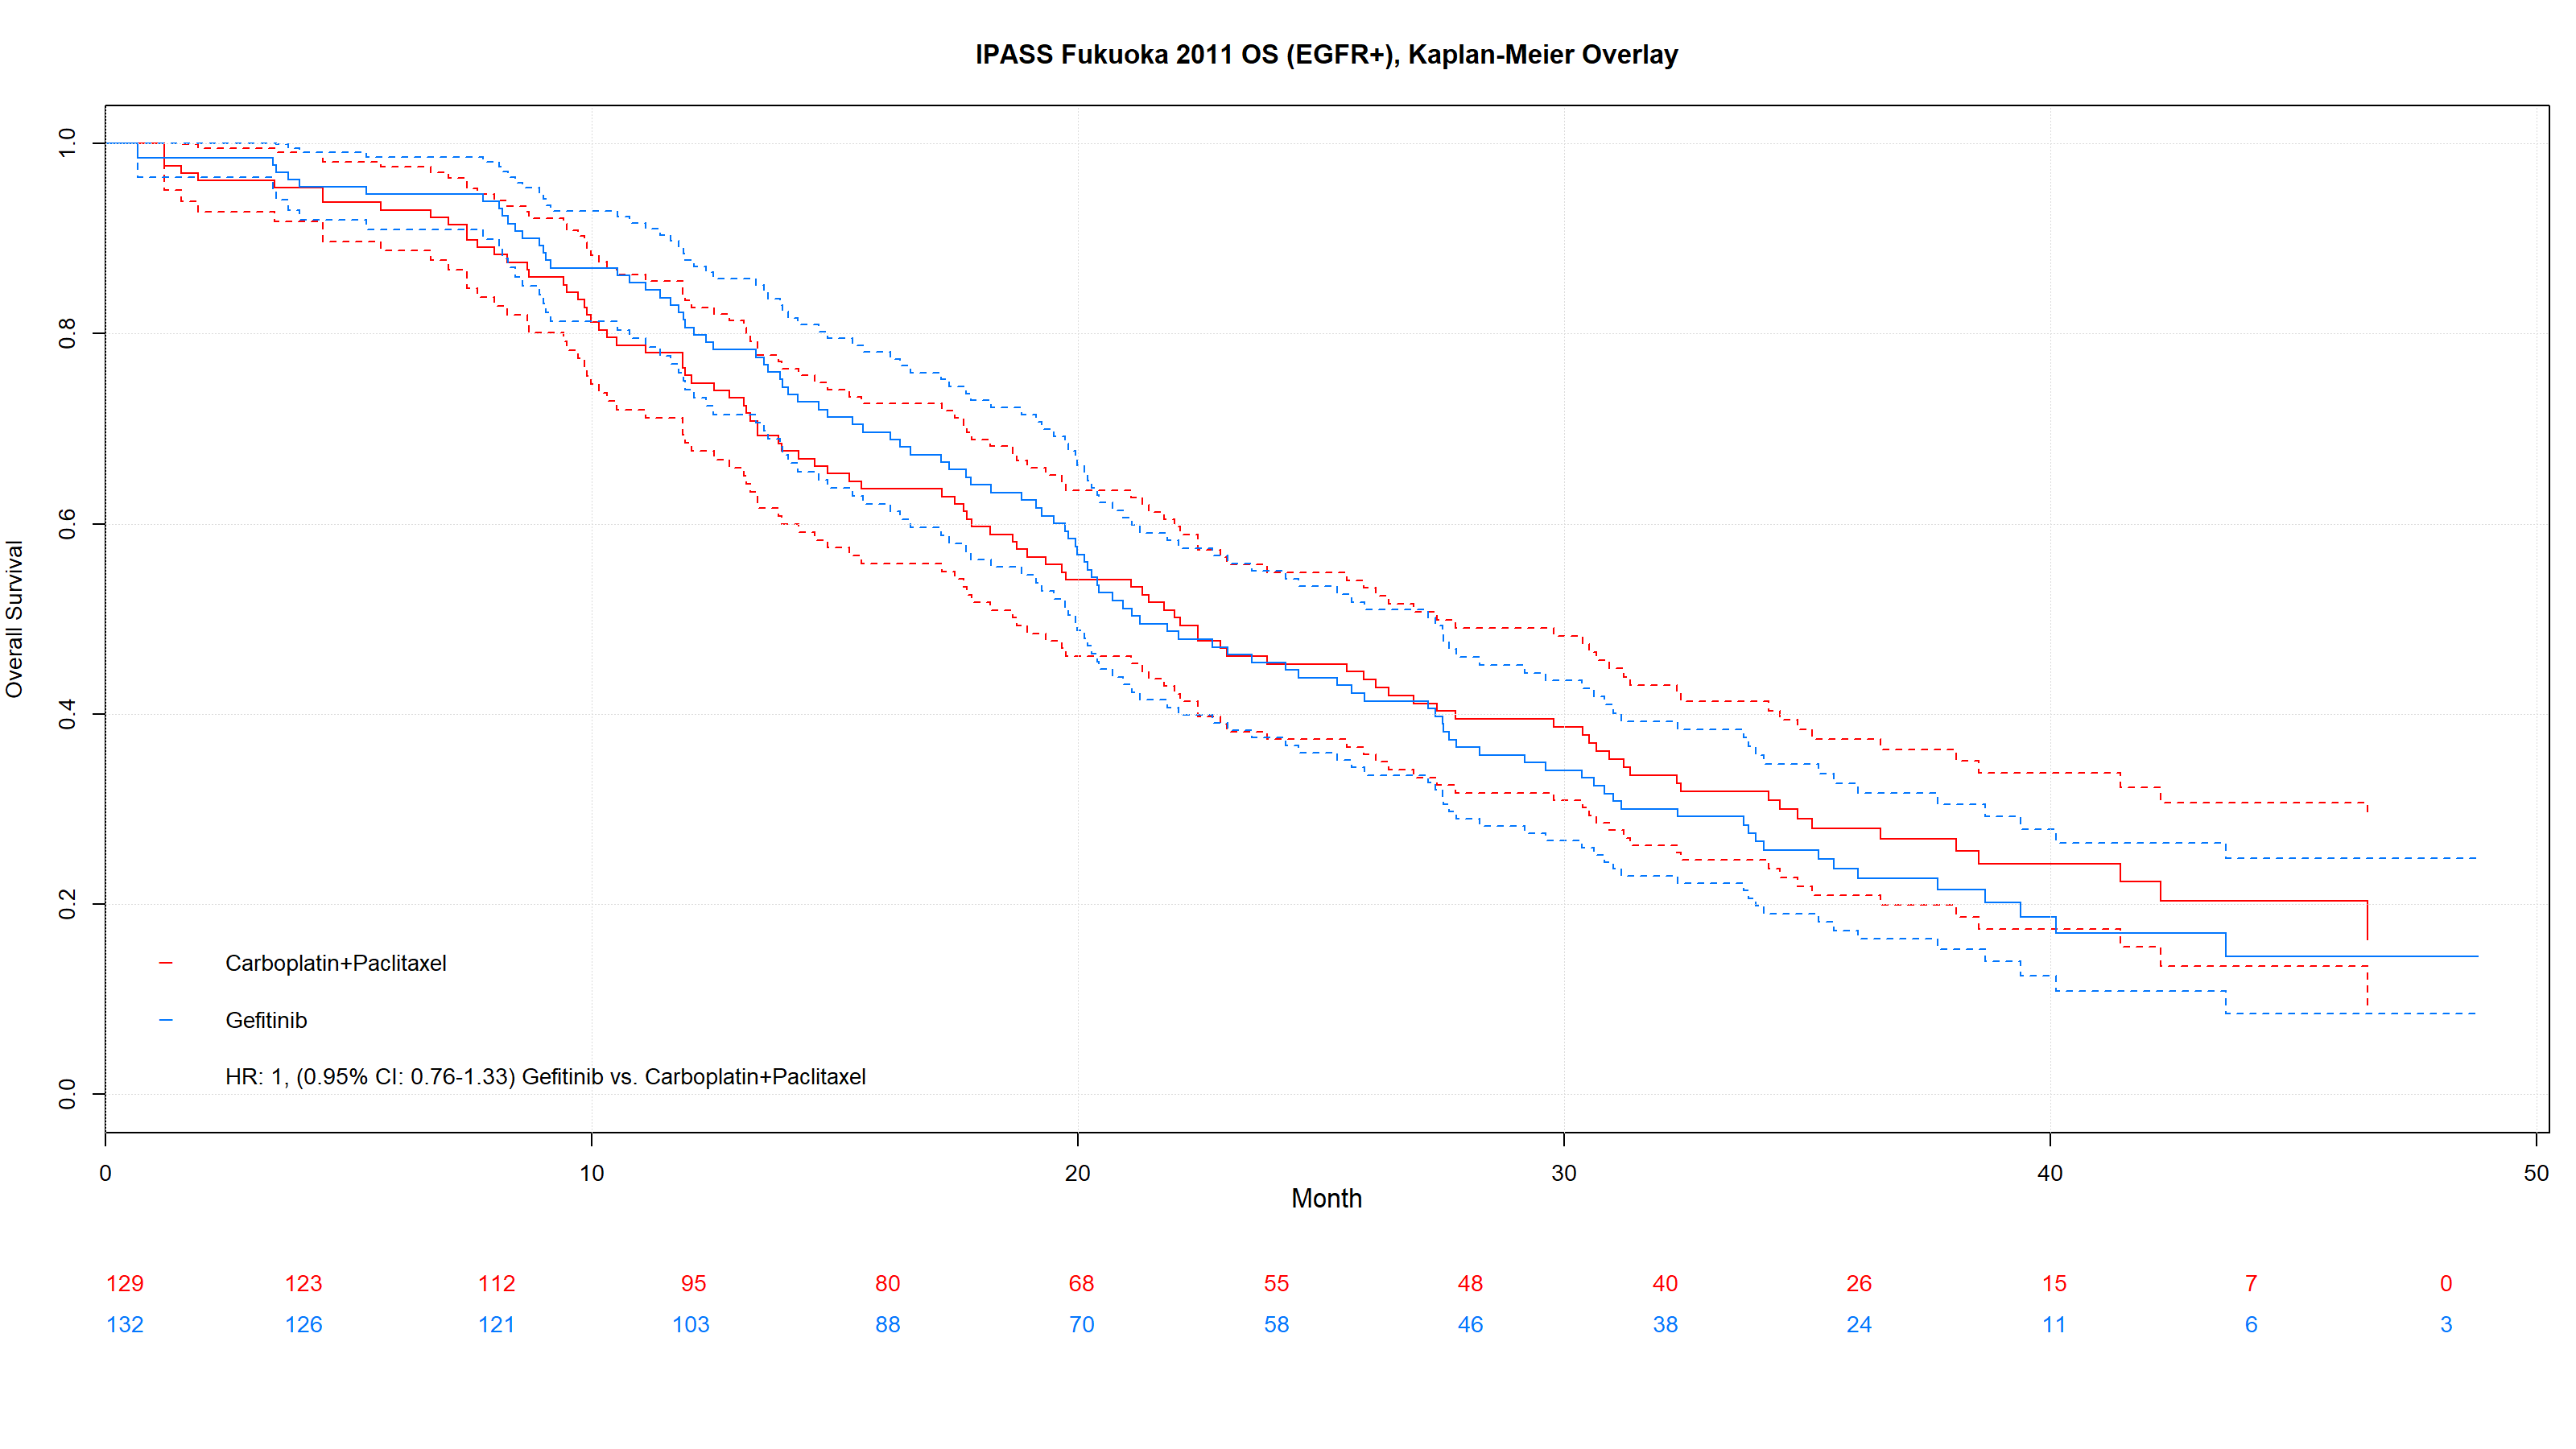 IPASS Fukuoka 2011 OS (EGFR+), Kaplan-Meier Overlay
Overall Survival
1.0
0.8
0.6
0.4
0.2
0.0
Carboplatin+Paclitaxel
Gefitinib
HR: 1, (0.95% CI: 0.76-1.33) Gefitinib vs. Carboplatin+Paclitaxel
0 10 20 30 40 50
Month
129 123 112 95 80 68 55 48 40 26 15 7 0
132 126 121 103 88 70 58 46 38 24 11 6 3